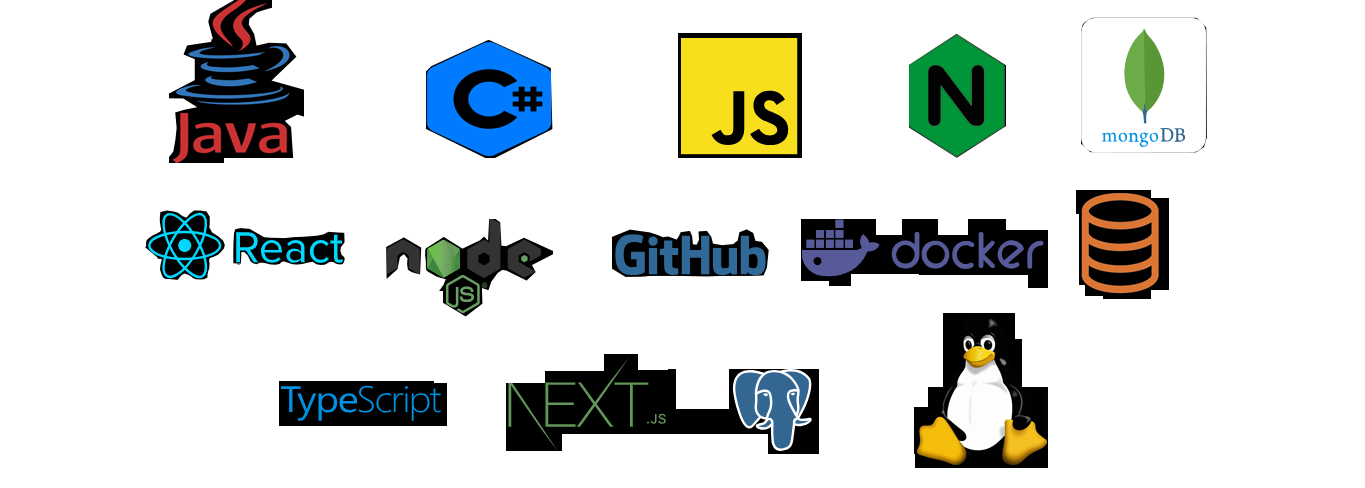 Java
C#
JS
N
mongoDB
React
node
JS
GitHub
docker
TypeScript
NEXT
.JS